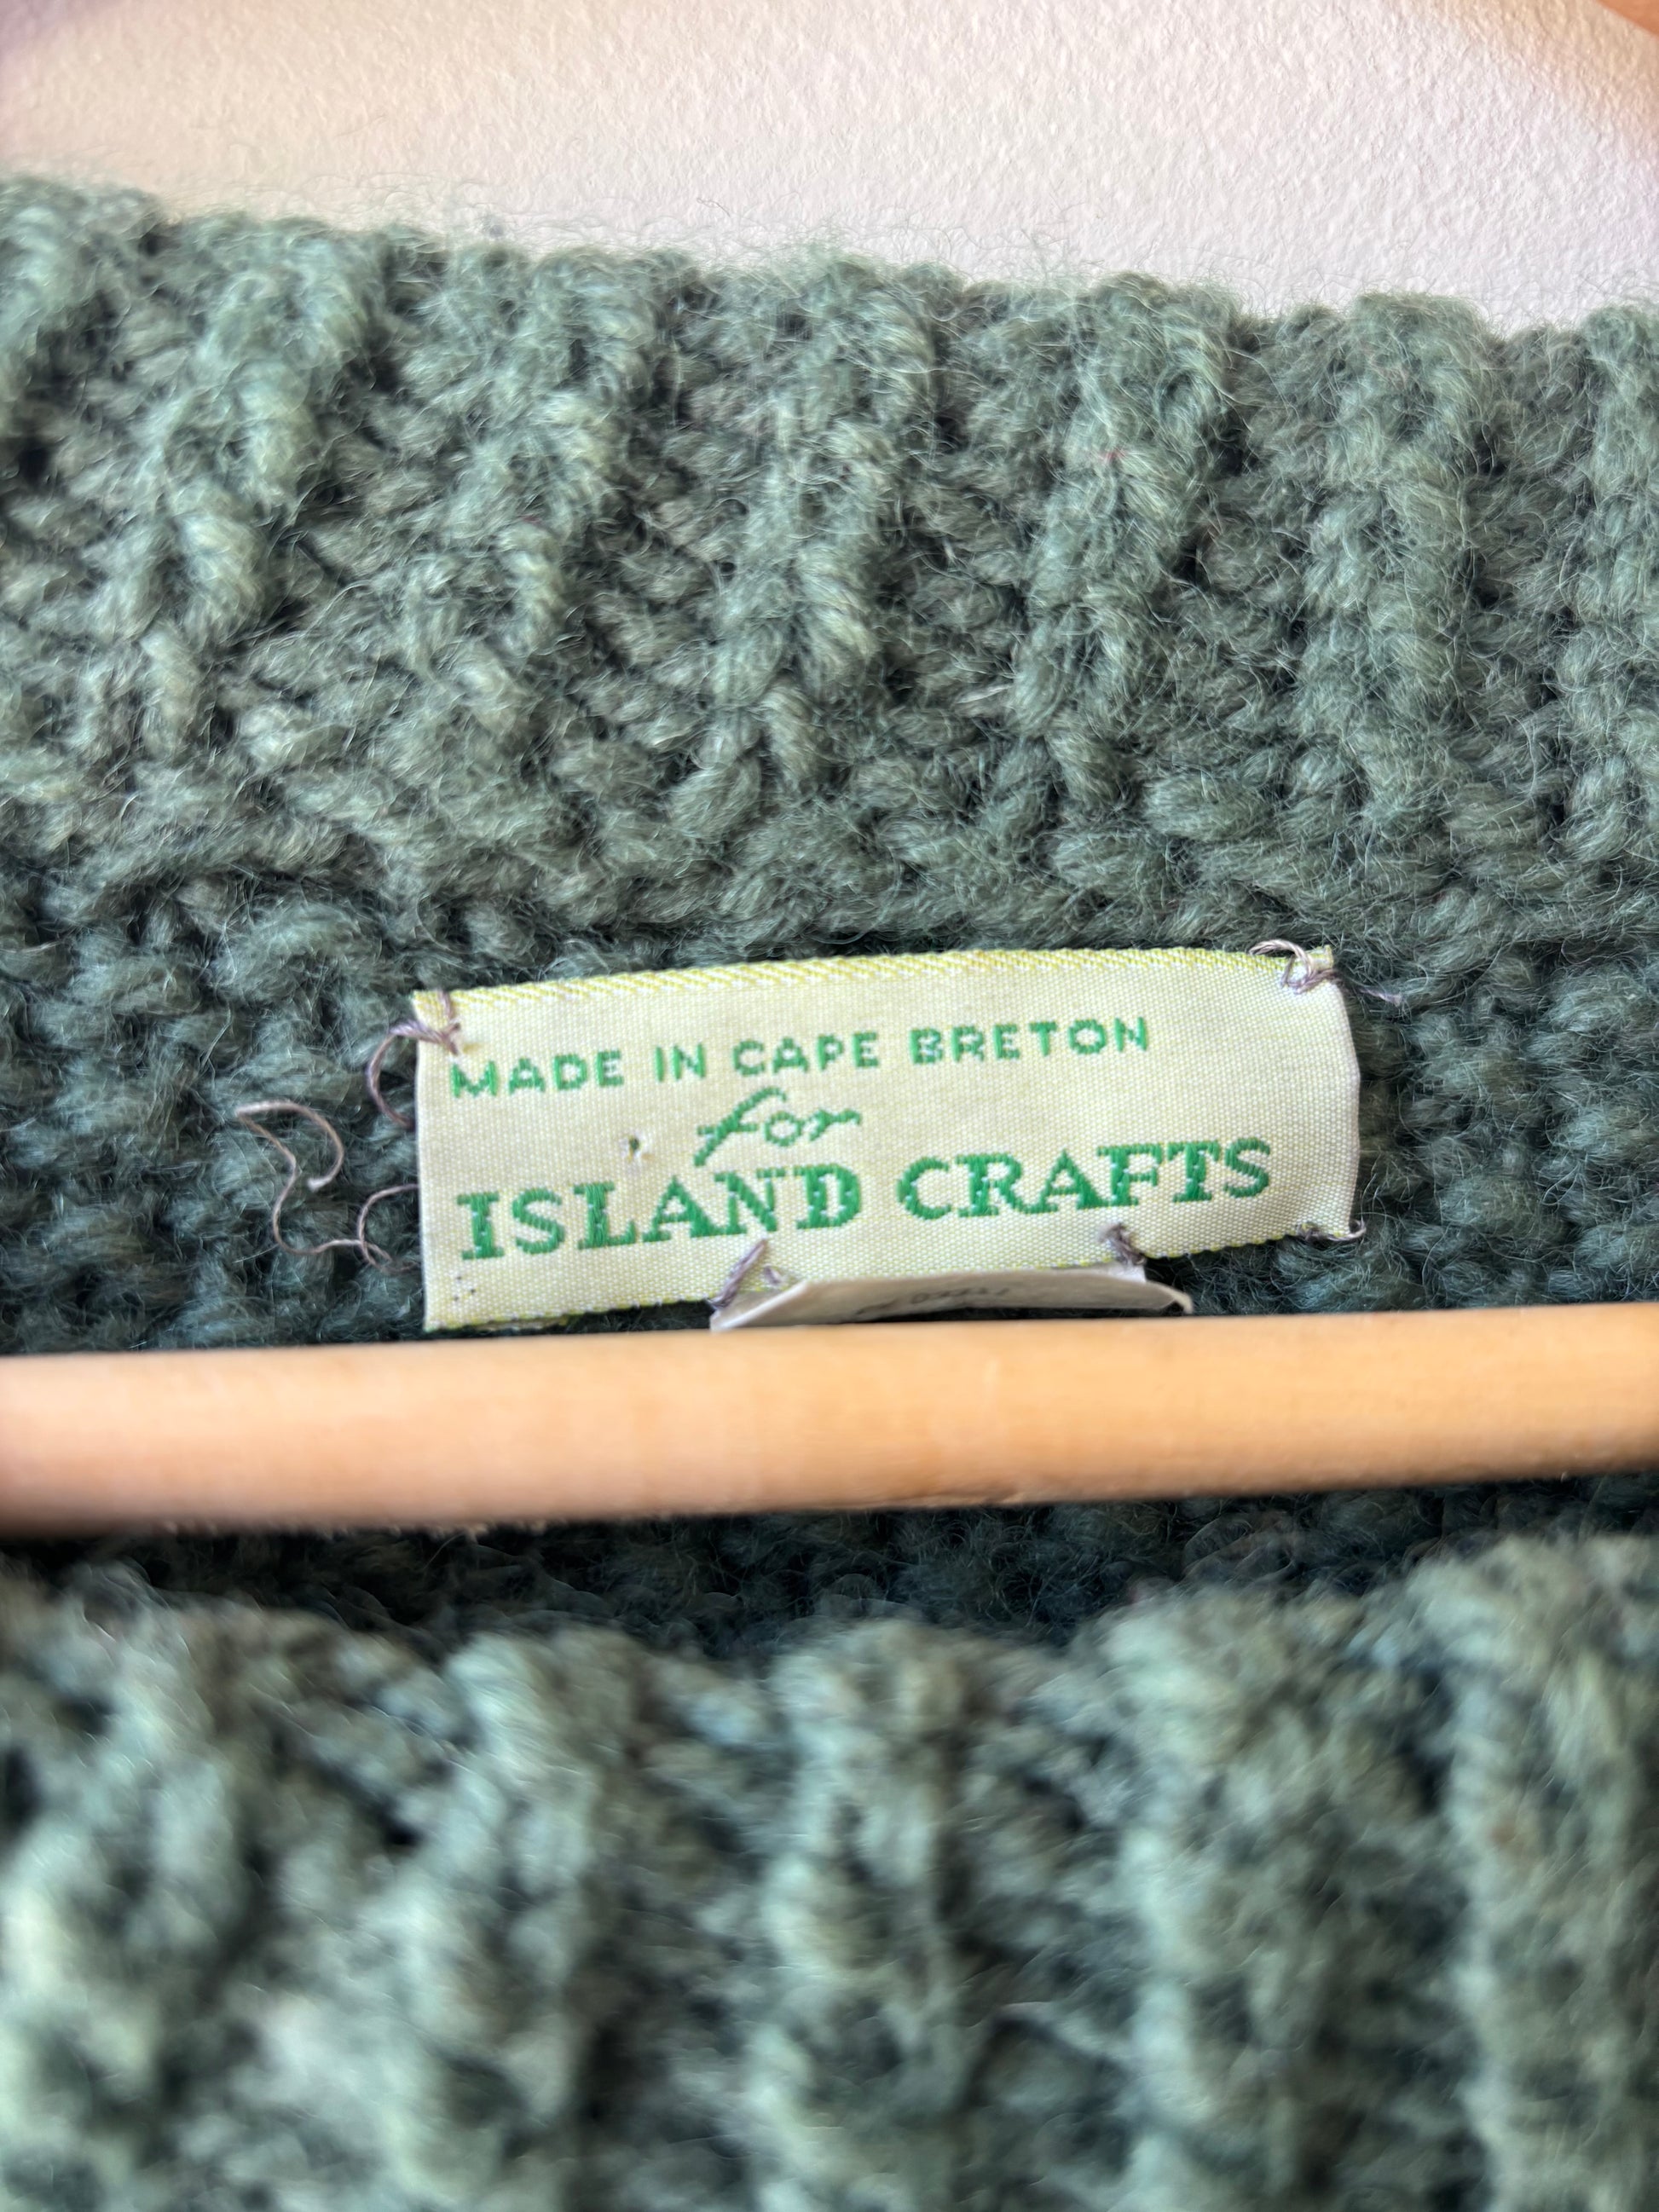 MADE IN CAPE BRETON
for
ISLAND CRAFTS